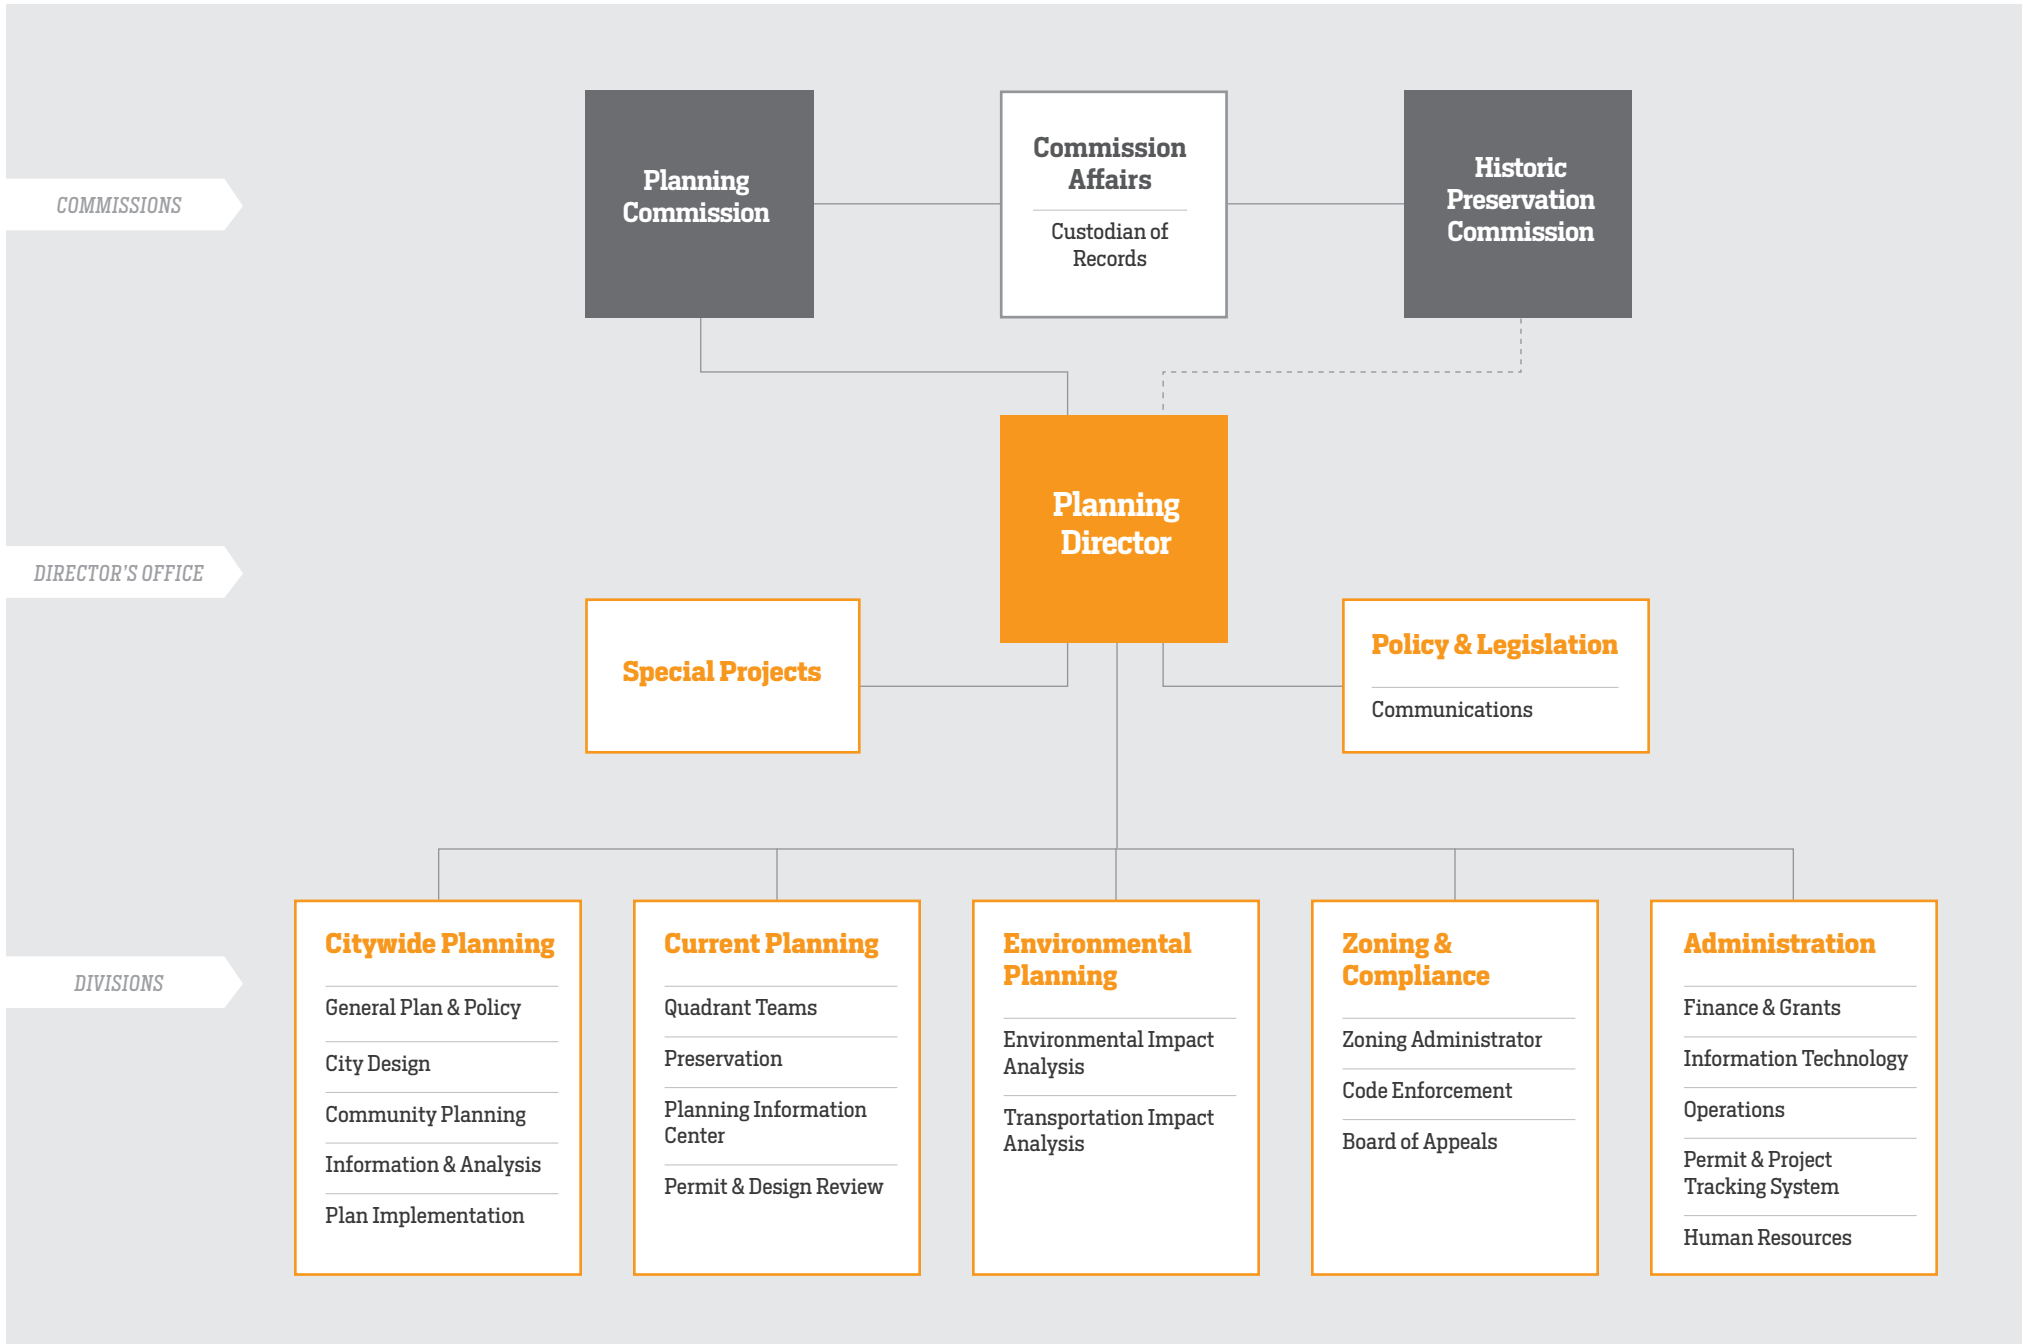 COMMISSIONS
Planning
Commission
Commission
Affairs
Custodian of
Records
Historic
Preservation
Commission
DIRECTOR'S OFFICE
Planning
Director
Special Projects
Policy & Legislation
Communications
DIVISIONS
Citywide Planning
General Plan & Policy
City Design
Community Planning
Information & Analysis
Plan Implementation
Current Planning
Quadrant Teams
Preservation
Planning Information
Center
Permit & Design Review
Environmental
Planning
Environmental Impact
Analysis
Transportation Impact
Analysis
Zoning &
Compliance
Zoning Administrator
Code Enforcement
Board of Appeals
Administration
Finance & Grants
Information Technology
Operations
Permit & Project
Tracking System
Human Resources